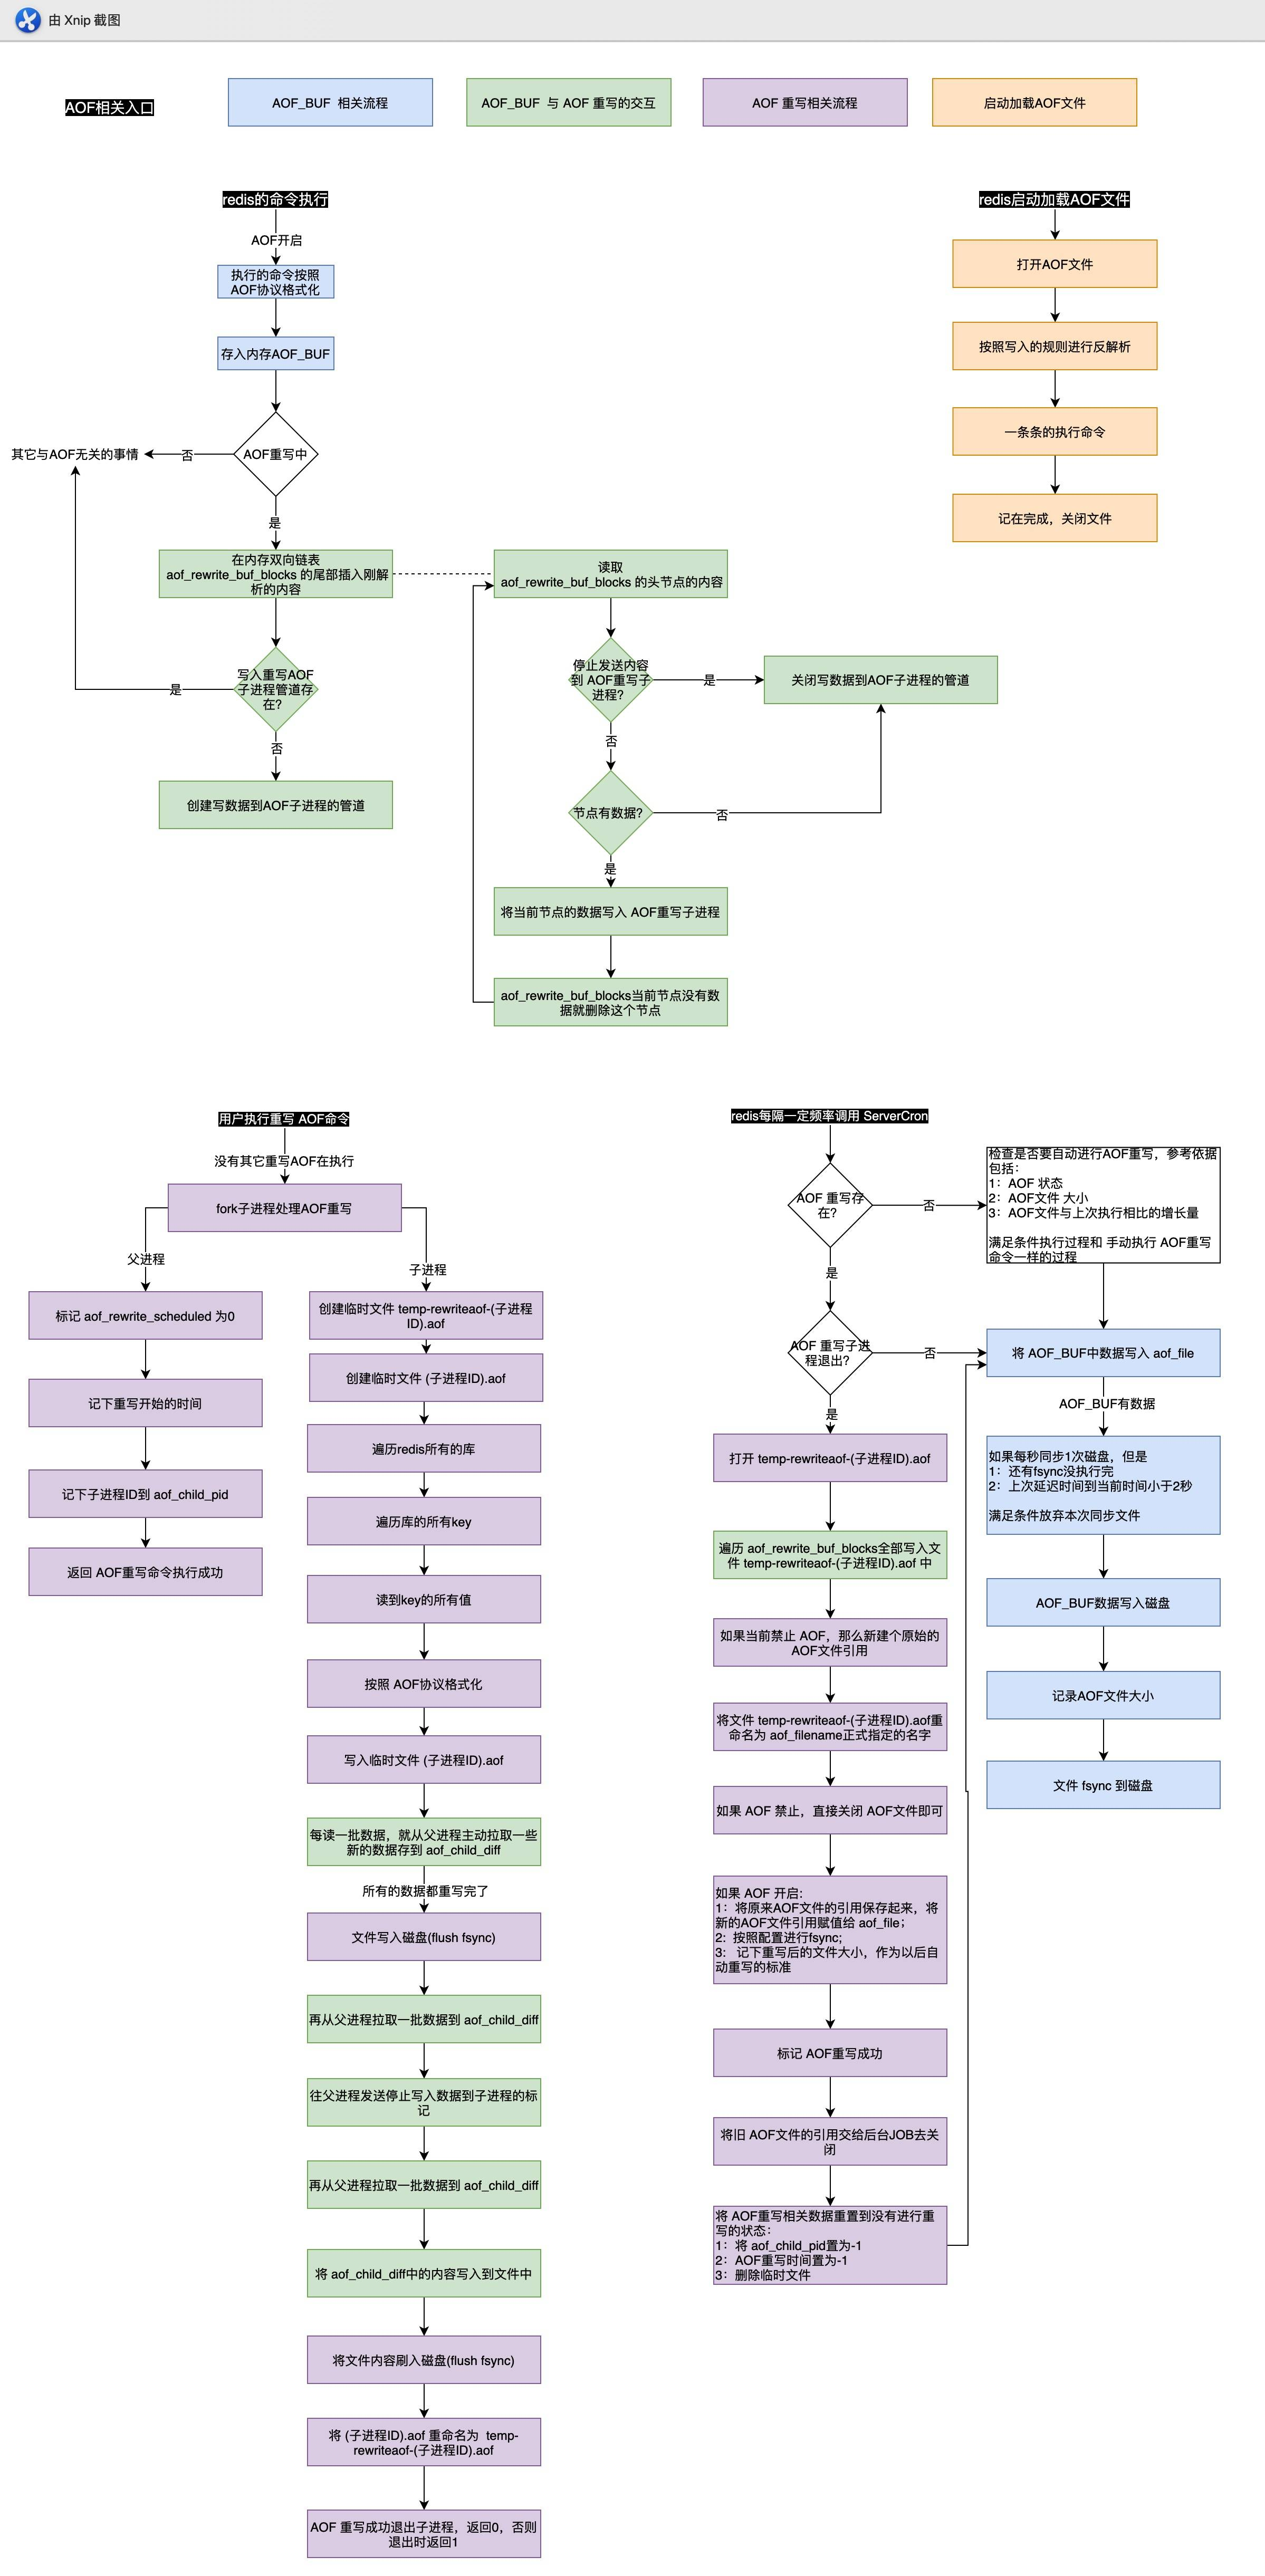 由 Xnip 截图
AOF相关入口
AOF_BUF 相关流程
AOF_BUF 与 AOF 重写的交互
AOF 重写相关流程
启动加载AOF文件
redis的命令执行
AOF开启
执行的命令按照
AOF协议格式化
存入内存AOF_BUF
AOF重写中
否
其它与AOF无关的事情
是
在内存双向链表
aof_rewrite_buf_blocks 的尾部插入刚解
析的内容
写入重写AOF
子进程管道存
在?
是
否
创建写数据到AOF子进程的管道
读取
aof_rewrite_buf_blocks 的头节点的内容
停止发送内容
到 AOF重写子
进程?
是
关闭写数据到AOF子进程的管道
否
节点有数据?
否
是
将当前节点的数据写入 AOF重写子进程
aof_rewrite_buf_blocks当前节点没有数
据就删除这个节点
redis启动加载AOF文件
打开AOF文件
按照写入的规则进行反解析
一条条的执行命令
记在完成，关闭文件
用户执行重写 AOF命令
没有其它重写AOF在执行
fork子进程处理AOF重写
父进程
标记 aof_rewrite_scheduled 为0
记下重写开始的时间
记下子进程ID到 aof_child_pid
返回 AOF重写命令执行成功
子进程
创建临时文件 temp-rewriteaof-(子进程
ID).aof
创建临时文件 (子进程ID).aof
遍历redis所有的库
遍历库的所有key
读到key的所有值
按照 AOF协议格式化
写入临时文件 (子进程ID).aof
每读一批数据，就从父进程主动拉取一些
新的数据存到 aof_child_diff
所有的数据都重写完了
文件写入磁盘(flush fsync)
再从父进程拉取一批数据到 aof_child_diff
往父进程发送停止写入数据到子进程的标
记
再从父进程拉取一批数据到 aof_child_diff
将 aof_child_diff中的内容写入到文件中
将文件内容刷入磁盘(flush fsync)
将 (子进程ID).aof 重命名为 temp-
rewriteaof-(子进程ID).aof
AOF 重写成功退出子进程，返回0，否则
退出时返回1
redis每隔一定频率调用 ServerCron
AOF 重写存
在?
否
是
AOF 重写子进
程退出?
否
是
打开 temp-rewriteaof-(子进程ID).aof
遍历 aof_rewrite_buf_blocks全部写入文
件 temp-rewriteaof-(子进程ID).aof 中
如果当前禁止 AOF，那么新建个原始的
AOF文件引用
将文件 temp-rewriteaof-(子进程ID).aof重
命名为 aof_filename正式指定的名字
如果 AOF 禁止，直接关闭 AOF文件即可
如果 AOF 开启:
1：将原来AOF文件的引用保存起来，将
新的AOF文件引用赋值给 aof_file；
2: 按照配置进行fsync;
3： 记下重写后的文件大小，作为以后自
动重写的标准
标记 AOF重写成功
将旧 AOF文件的引用交给后台JOB去关
闭
将 AOF重写相关数据重置到没有进行重
写的状态：
1：将 aof_child_pid置为-1
2：AOF重写时间置为-1
3：删除临时文件
检查是否要自动进行AOF重写，参考依据
包括：
1：AOF 状态
2：AOF文件 大小
3：AOF文件与上次执行相比的增长量
满足条件执行过程和 手动执行 AOF重写
命令一样的过程
将 AOF_BUF中数据写入 aof_file
AOF_BUF有数据
如果每秒同步1次磁盘，但是
1：还有fsync没执行完
2：上次延迟时间到当前时间小于2秒
满足条件放弃本次同步文件
AOF_BUF数据写入磁盘
记录AOF文件大小
文件 fsync 到磁盘